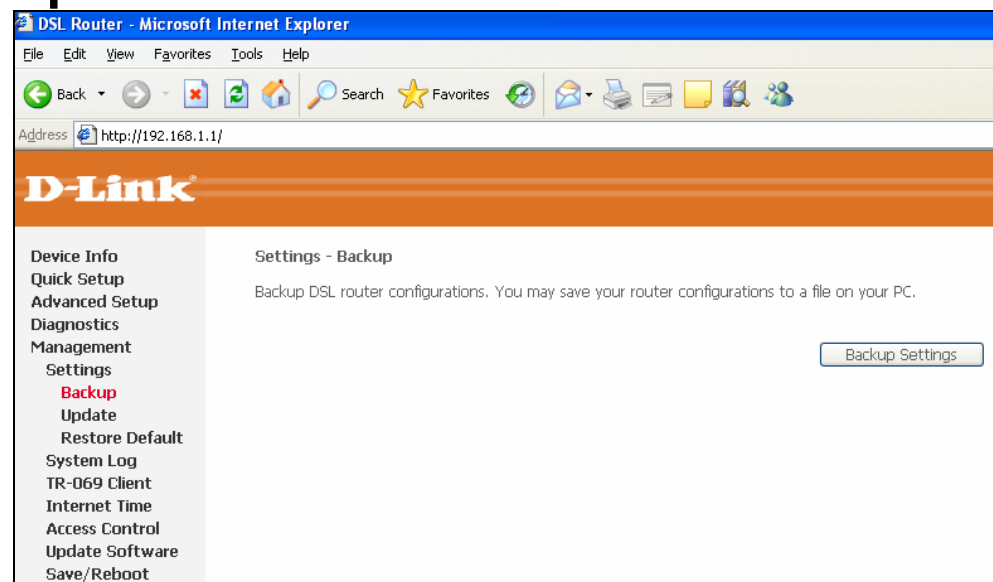 DSL Router - Microsoft Internet Explorer
File Edit View Favorites Tools Help
Back Search Favorites
Address http://192.168.1.1/
D-Link
Device Info
Quick Setup
Advanced Setup
Diagnostics
Management
Settings
Backup
Update
Restore Default
System Log
TR-069 Client
Internet Time
Access Control
Update Software
Save/Reboot
Settings - Backup
Backup DSL router configurations. You may save your router configurations to a file on your PC.
Backup Settings